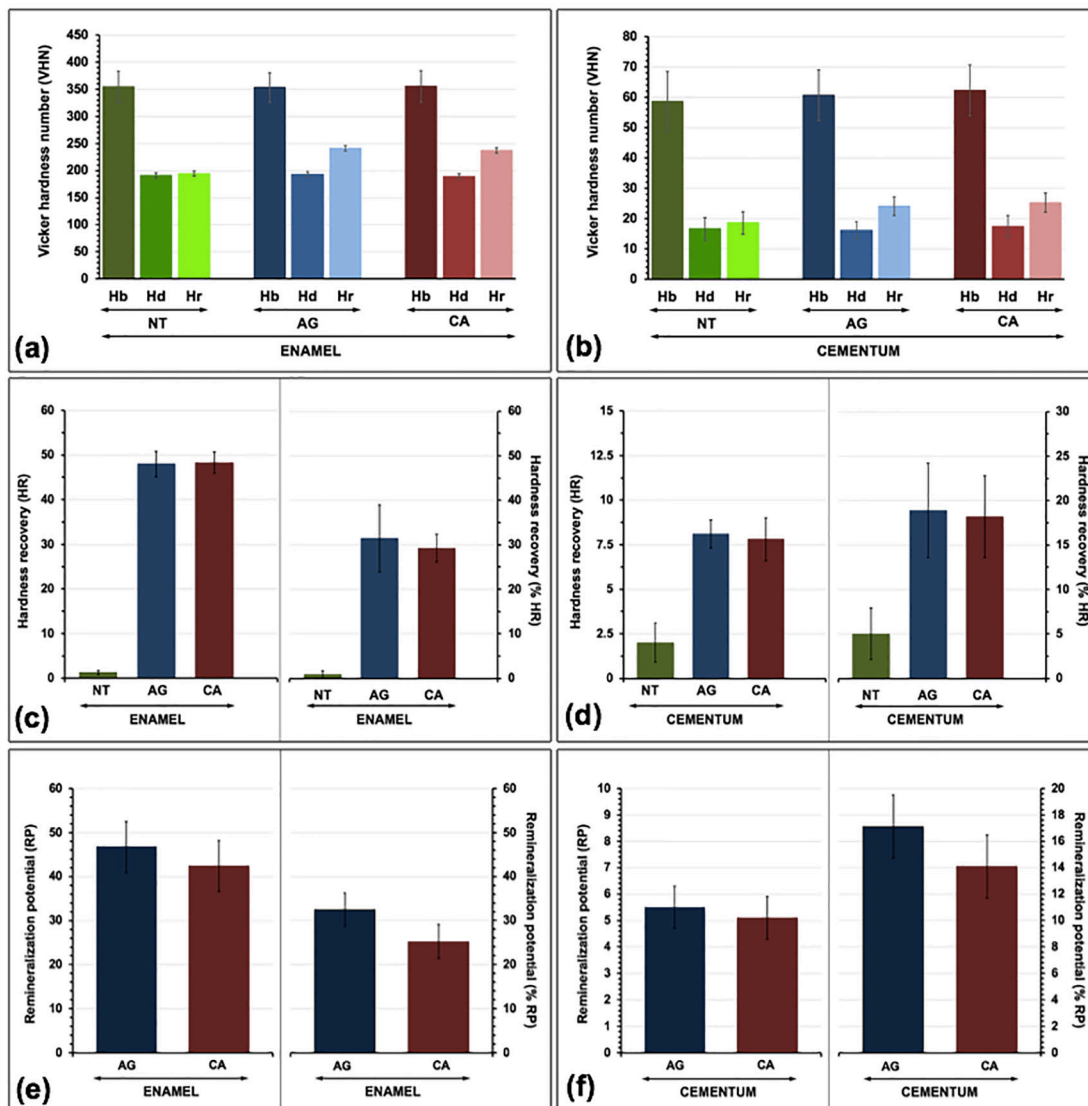 Vicker hardness number (VHN)
450
400
350
300
250
200
150
100
50
0
Hb Hd Hr Hb Hd Hr Hb Hd Hr
NT AG CA
ENAMEL
(a)
Vicker hardness number (VHN)
80
70
60
50
40
30
20
10
0
Hb Hd Hr Hb Hd Hr Hb Hd Hr
NT AG CA
CEMENTUM
(b)
Hardness recovery (HR)
60
50
40
30
20
10
0
NT AG CA
ENAMEL
60
50
40
30
20
10
0
Hardness recovery (% HR)
NT AG CA
ENAMEL
(c)
Hardness recovery (HR)
15
12.5
10
7.5
5
2.5
0
NT AG CA
CEMENTUM
30
25
20
15
10
5
0
Hardness recovery (% HR)
NT AG CA
CEMENTUM
(d)
Remineralization potential (RP)
60
50
40
30
20
10
0
AG CA
ENAMEL
60
50
40
30
20
10
0
Remineralization potential (% RP)
AG CA
ENAMEL
(e)
Remineralization potential (RP)
10
9
8
7
6
5
4
3
2
1
0
AG CA
CEMENTUM
20
18
16
14
12
10
8
6
4
2
0
Remineralization potential (% RP)
AG CA
CEMENTUM
(f)